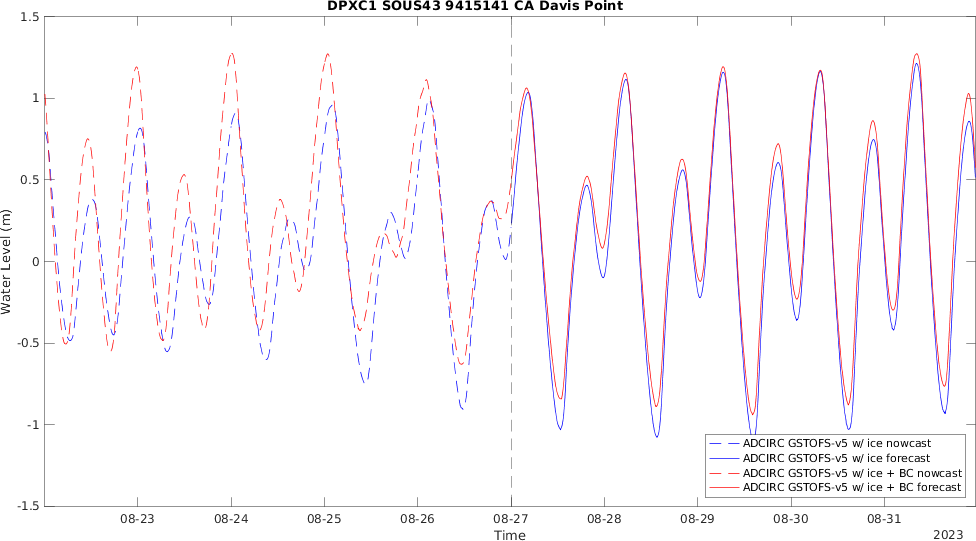 DPXC1 SOUS43 9415141 CA Davis Point
1.5
1
0.5
0
-0.5
-1
-1.5
Water Level (m)
08-23 08-24 08-25 08-26 08-27 08-28 08-29 08-30 08-31
Time
2023
ADCIRC GSTOFS-v5 w/ ice nowcast
ADCIRC GSTOFS-v5 w/ ice forecast
ADCIRC GSTOFS-v5 w/ ice + BC nowcast
ADCIRC GSTOFS-v5 w/ ice + BC forecast